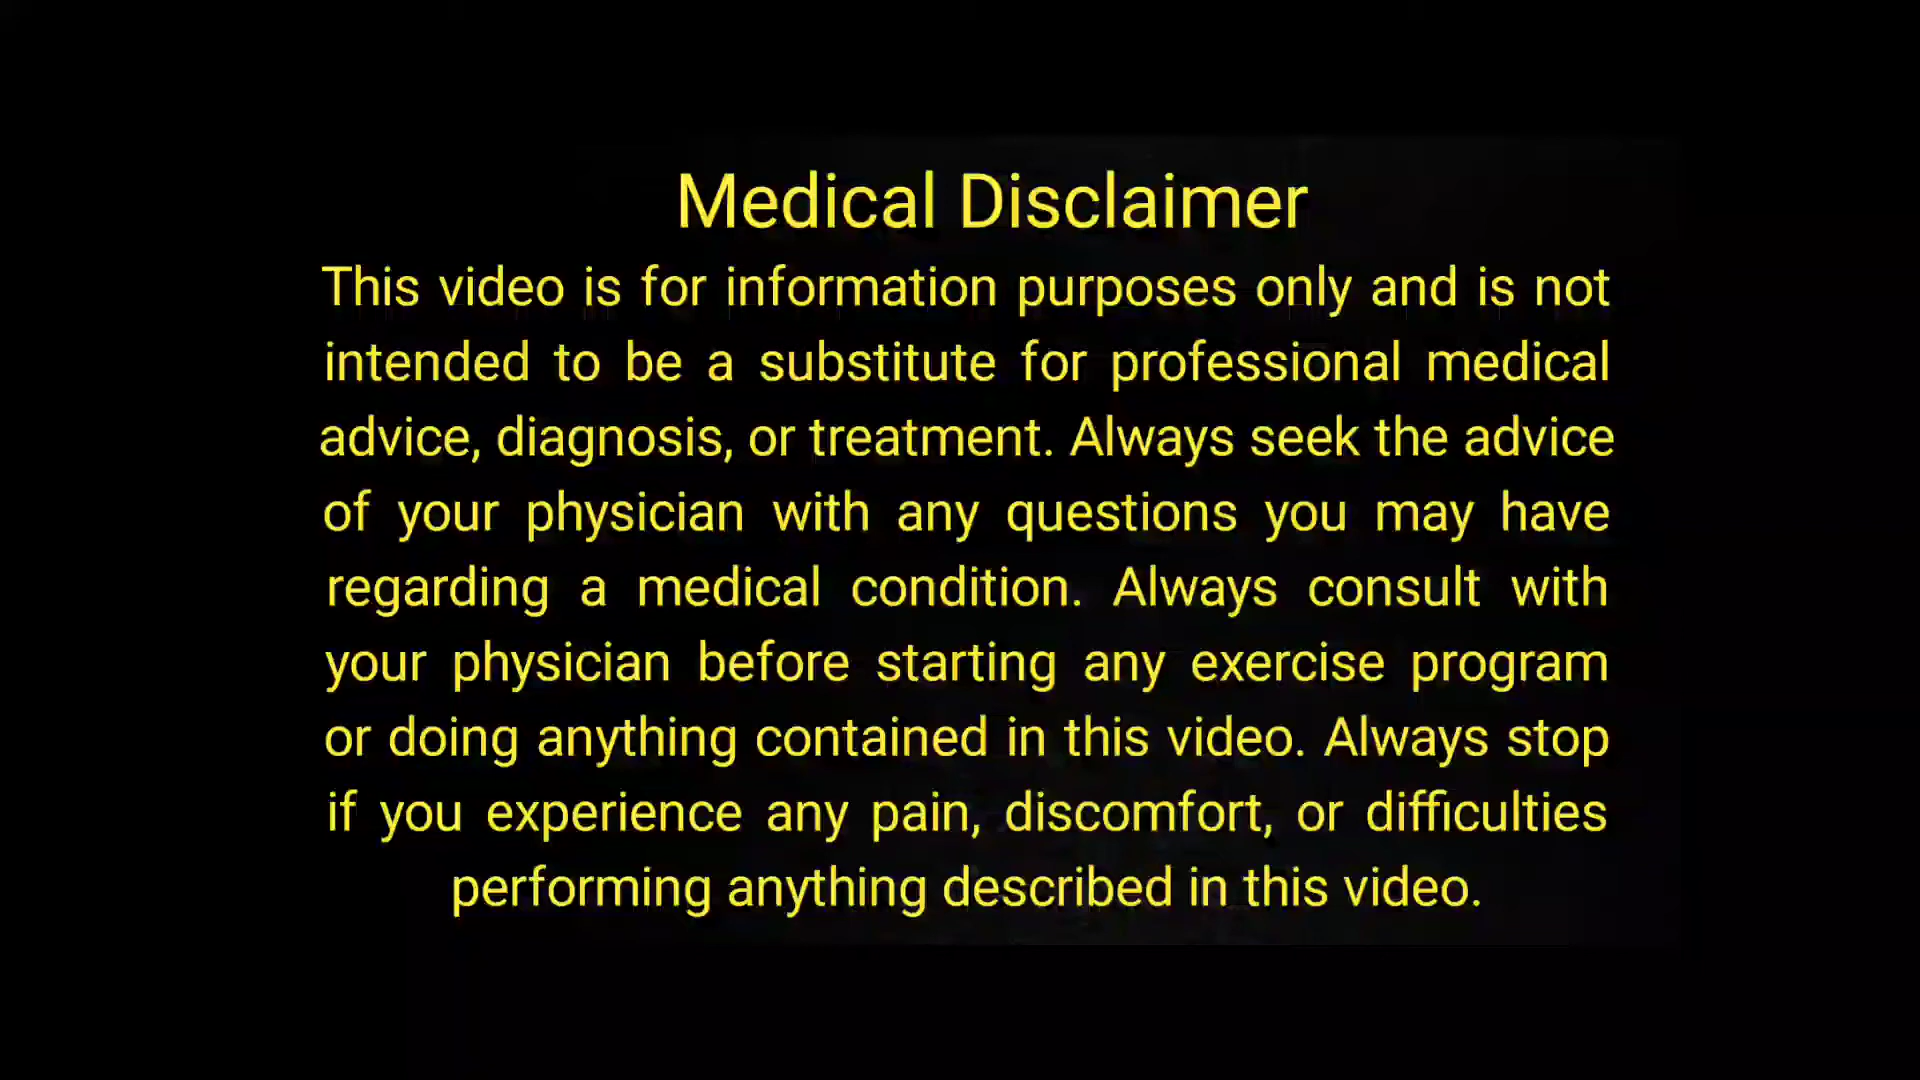 Medical Disclaimer
This video is for information purposes only and is not
intended to be a substitute for professional medical
advice, diagnosis, or treatment. Always seek the advice
of your physician with any questions you may have
regarding a medical condition. Always consult with
your physician before starting any exercise program
or doing anything contained in this video. Always stop
if you experience any pain, discomfort, or difficulties
performing anything described in this video.